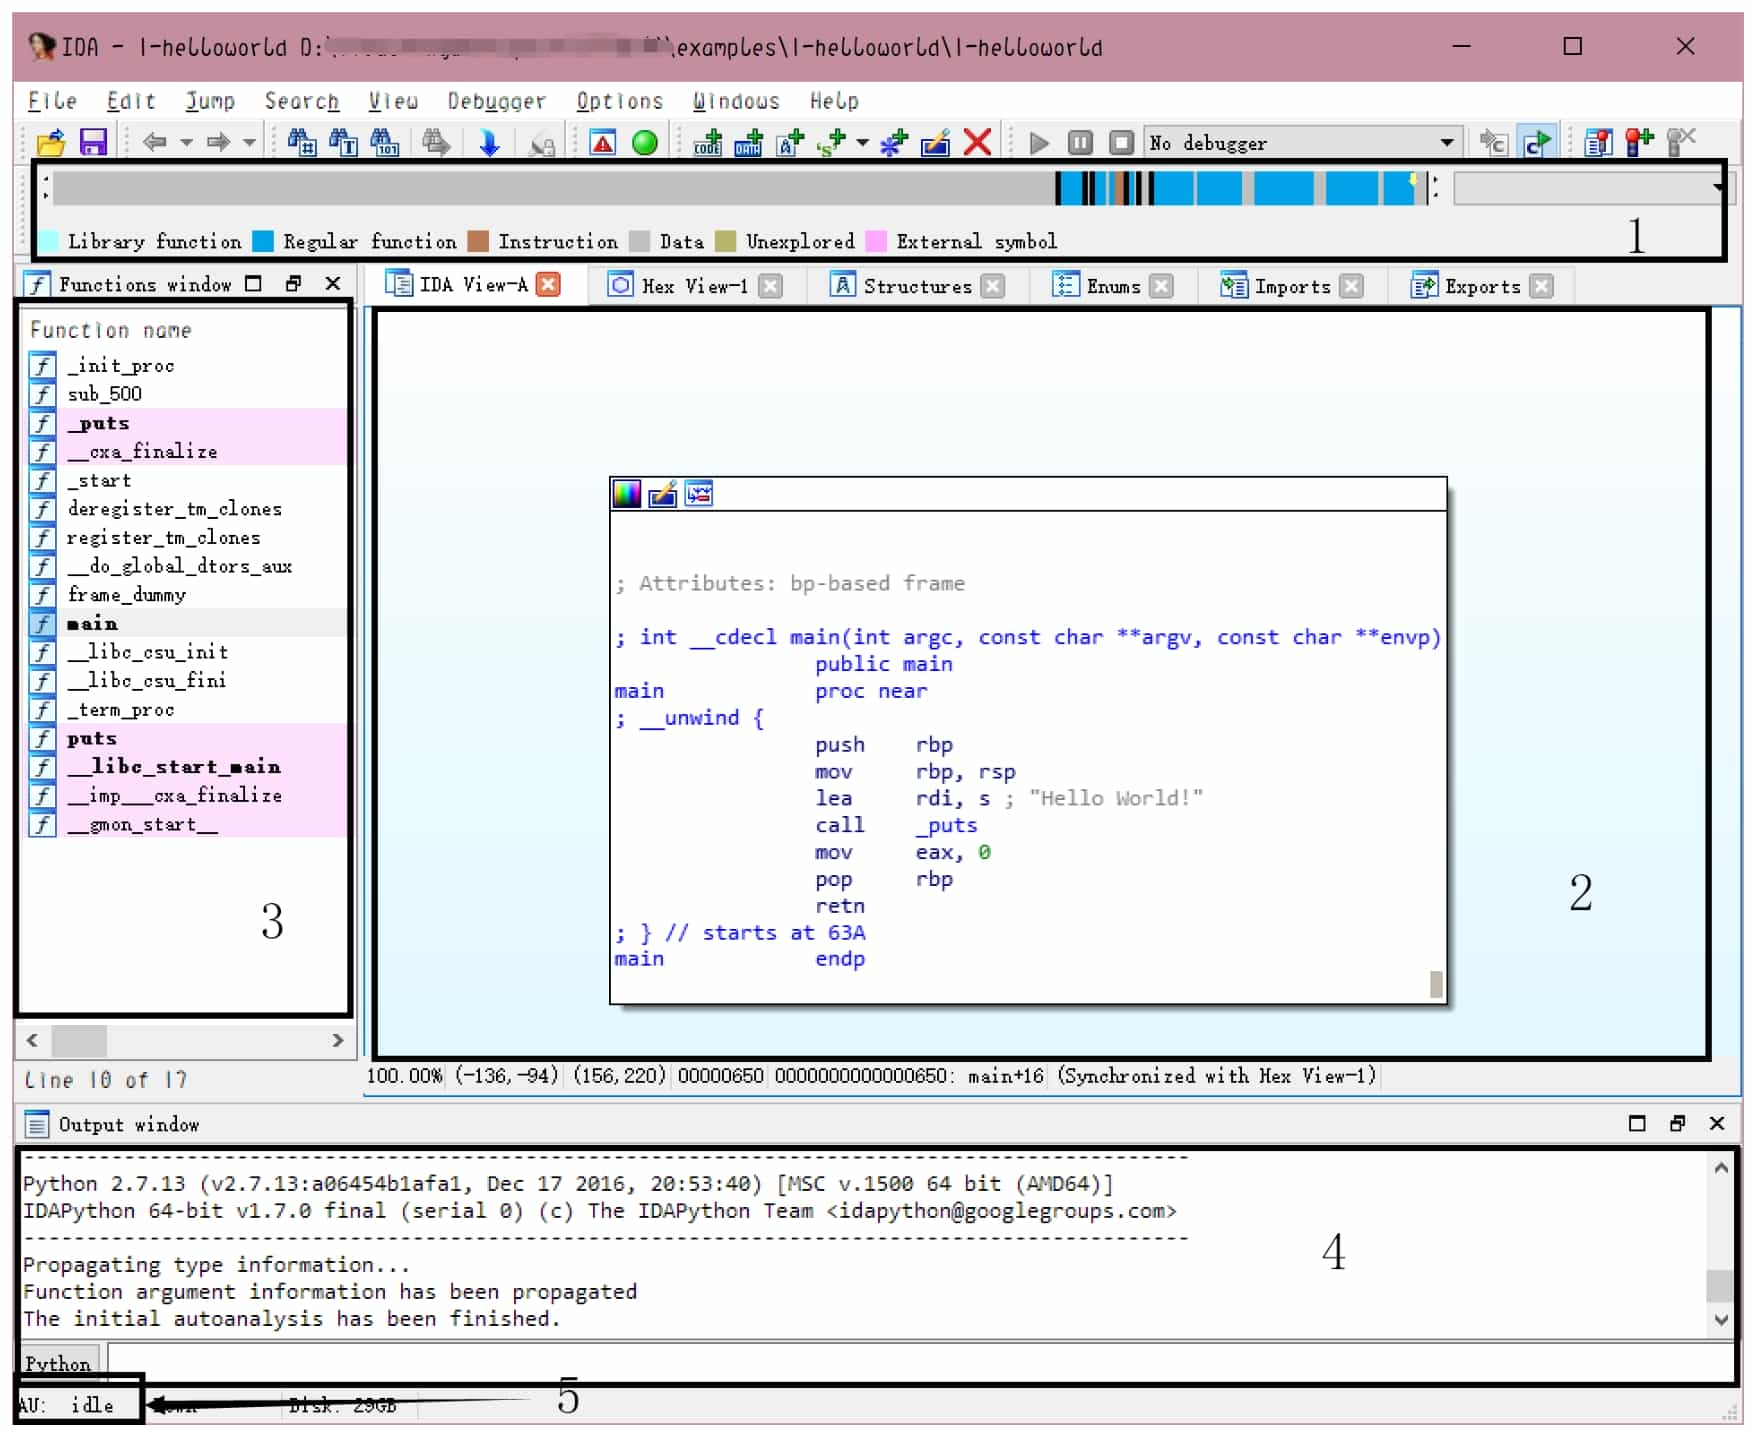 IDA - 1-helloworld D:\ \examples\1-helloworld\1-helloworld
File Edit Jump Search View Debugger Options Windows Help
No debugger
Library function Regular function Instruction Data Unexplored External symbol
1
Functions window
IDA View-A Hex View-1 Structures Enums Imports Exports
Function name
_init_proc
sub_500
_puts
__cxa_finalize
_start
deregister_tm_clones
register_tm_clones
__do_global_dtors_aux
frame_dummy
main
__libc_csu_init
__libc_csu_fini
_term_proc
puts
__libc_start_main
__imp___cxa_finalize
__gmon_start__
3
Line 10 of 17
; Attributes: bp-based frame
; int __cdecl main(int argc, const char **argv, const char **envp)
public main
main proc near
; __unwind {
push rbp
mov rbp, rsp
lea rdi, s ; "Hello World!"
call _puts
mov eax, 0
pop rbp
retn
; } // starts at 63A
main endp
2
100.00% (-136,-94) (156,220) 00000650 0000000000000650: main+16 (Synchronized with Hex View-1)
Output window
Python 2.7.13 (v2.7.13:a06454b1afa1, Dec 17 2016, 20:53:40) [MSC v.1500 64 bit (AMD64)]
IDAPython 64-bit v1.7.0 final (serial 0) (c) The IDAPython Team <idapython@googlegroups.com>
Propagating type information...
Function argument information has been propagated
The initial autoanalysis has been finished.
4
Python
AU: idle Down Disk: 29GB
5